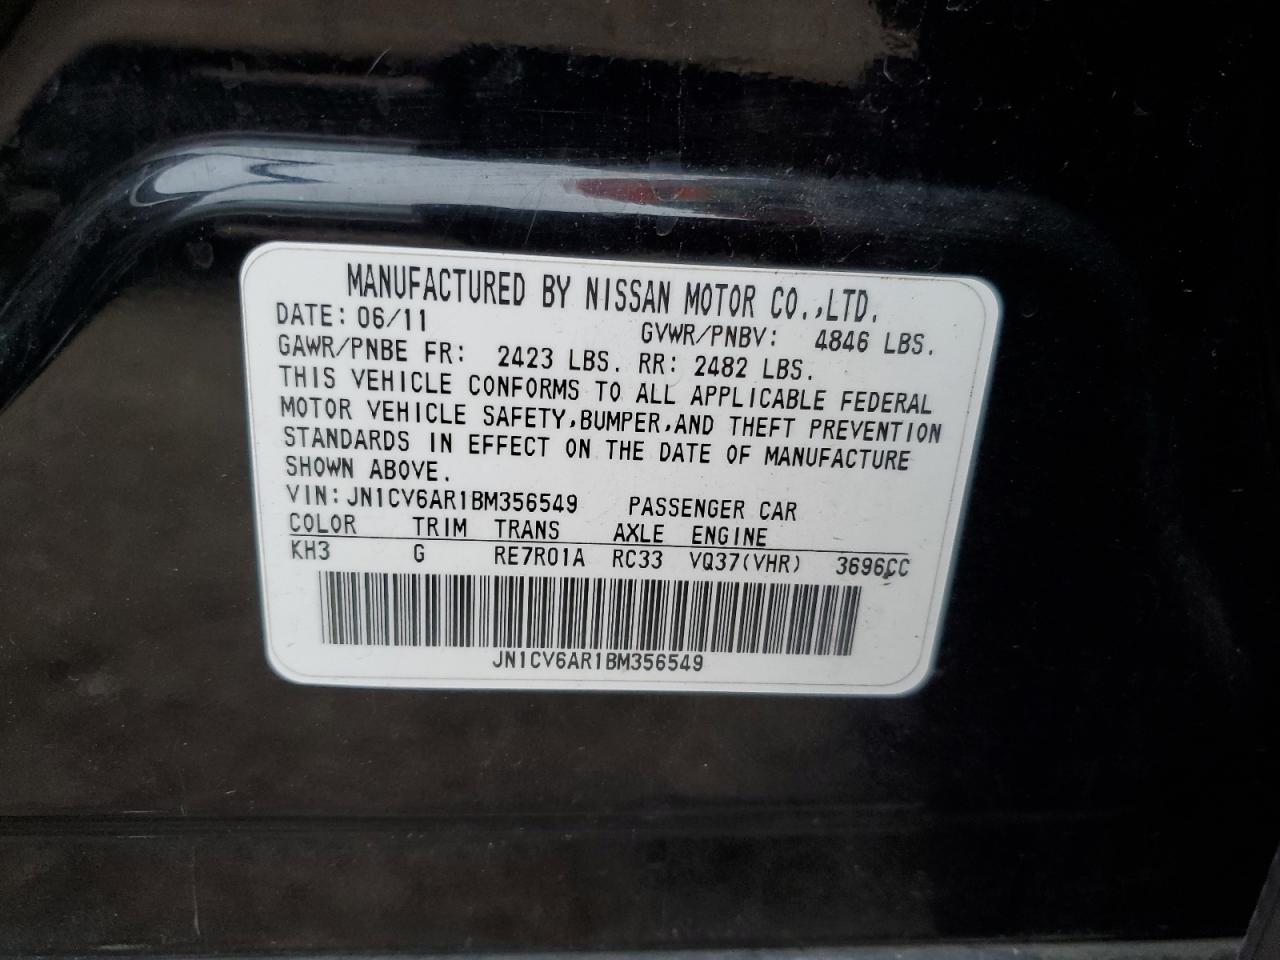 MANUFACTURED BY NISSAN MOTOR CO.,LTD.
DATE: 06/11 GVWR/PNBV: 4846 LBS.
GAWR/PNBE FR: 2423 LBS. RR: 2482 LBS.
THIS VEHICLE CONFORMS TO ALL APPLICABLE FEDERAL
MOTOR VEHICLE SAFETY,BUMPER,AND THEFT PREVENTION
STANDARDS IN EFFECT ON THE DATE OF MANUFACTURE
SHOWN ABOVE.
VIN: JN1CV6AR1BM356549 PASSENGER CAR
COLOR TRIM TRANS AXLE ENGINE
KH3 G RE7R01A RC33 VQ37(VHR) 3696CC
JN1CV6AR1BM356549